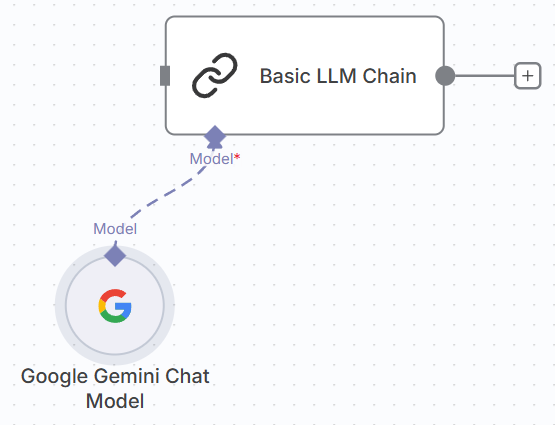 Basic LLM Chain
Model*
Model
Google Gemini Chat
Model